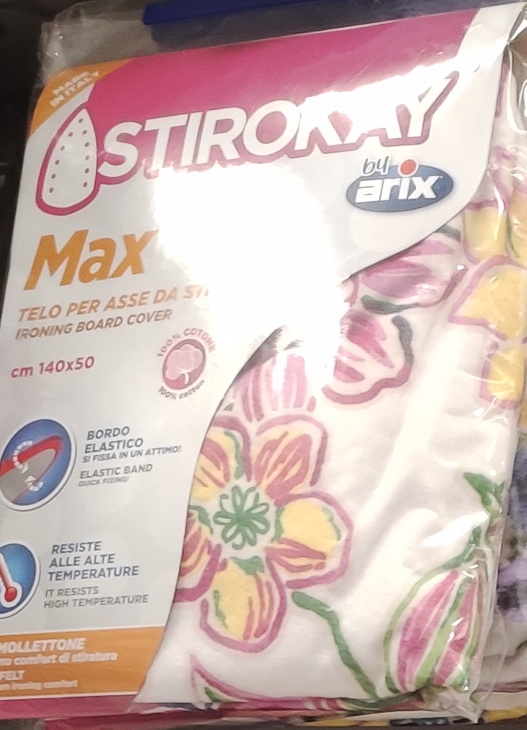 MADE
IN ITALY
STIROKAY
by
arix
Max
TELO PER ASSE DA
IRONING BOARD COVER
cm 140x50
100% COTONE
100% cotton
BORDO
ELASTICO
SI FISSA IN UN ATTIMO!
ELASTIC BAND
QUICK FIXING!
RESISTE
ALLE ALTE
TEMPERATURE
IT RESISTS
HIGH TEMPERATURE
MOLLETTONE
comfort di stiratura
FELT
ironing comfort